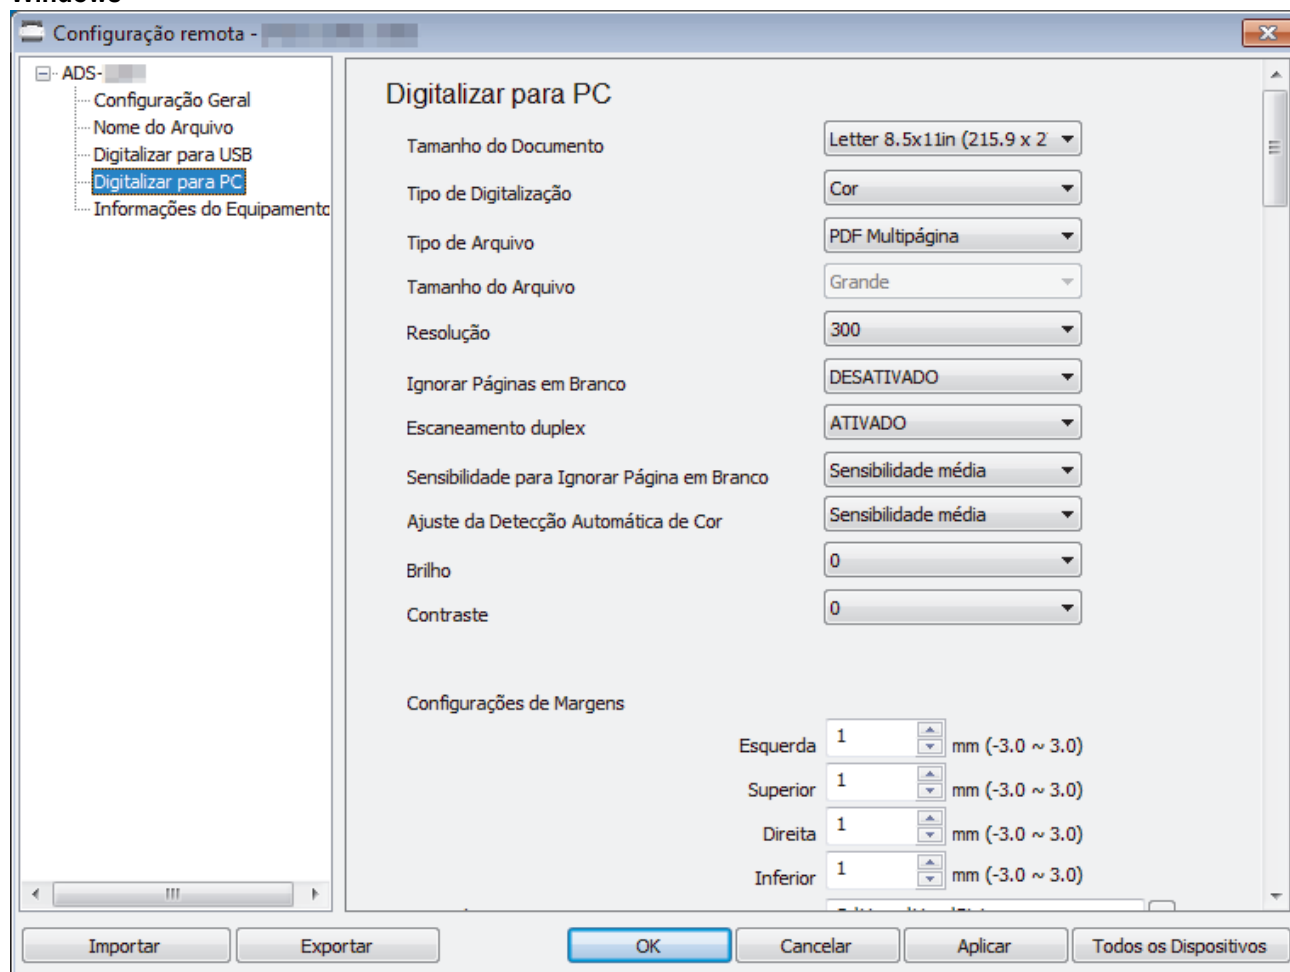 Windows
Configuração remota -
ADS-
Configuração Geral
Nome do Arquivo
Digitalizar para USB
Digitalizar para PC
Informações do Equipamento
Digitalizar para PC
Tamanho do Documento Letter 8.5x11in (215.9 x 2
Tipo de Digitalização Cor
Tipo de Arquivo PDF Multipágina
Tamanho do Arquivo Grande
Resolução 300
Ignorar Páginas em Branco DESATIVADO
Escaneamento duplex ATIVADO
Sensibilidade para Ignorar Página em Branco Sensibilidade média
Ajuste da Detecção Automática de Cor Sensibilidade média
Brilho 0
Contraste 0
Configurações de Margens
Esquerda 1 mm (-3.0 ~ 3.0)
Superior 1 mm (-3.0 ~ 3.0)
Direita 1 mm (-3.0 ~ 3.0)
Inferior 1 mm (-3.0 ~ 3.0)
Importar Exportar OK Cancelar Aplicar Todos os Dispositivos